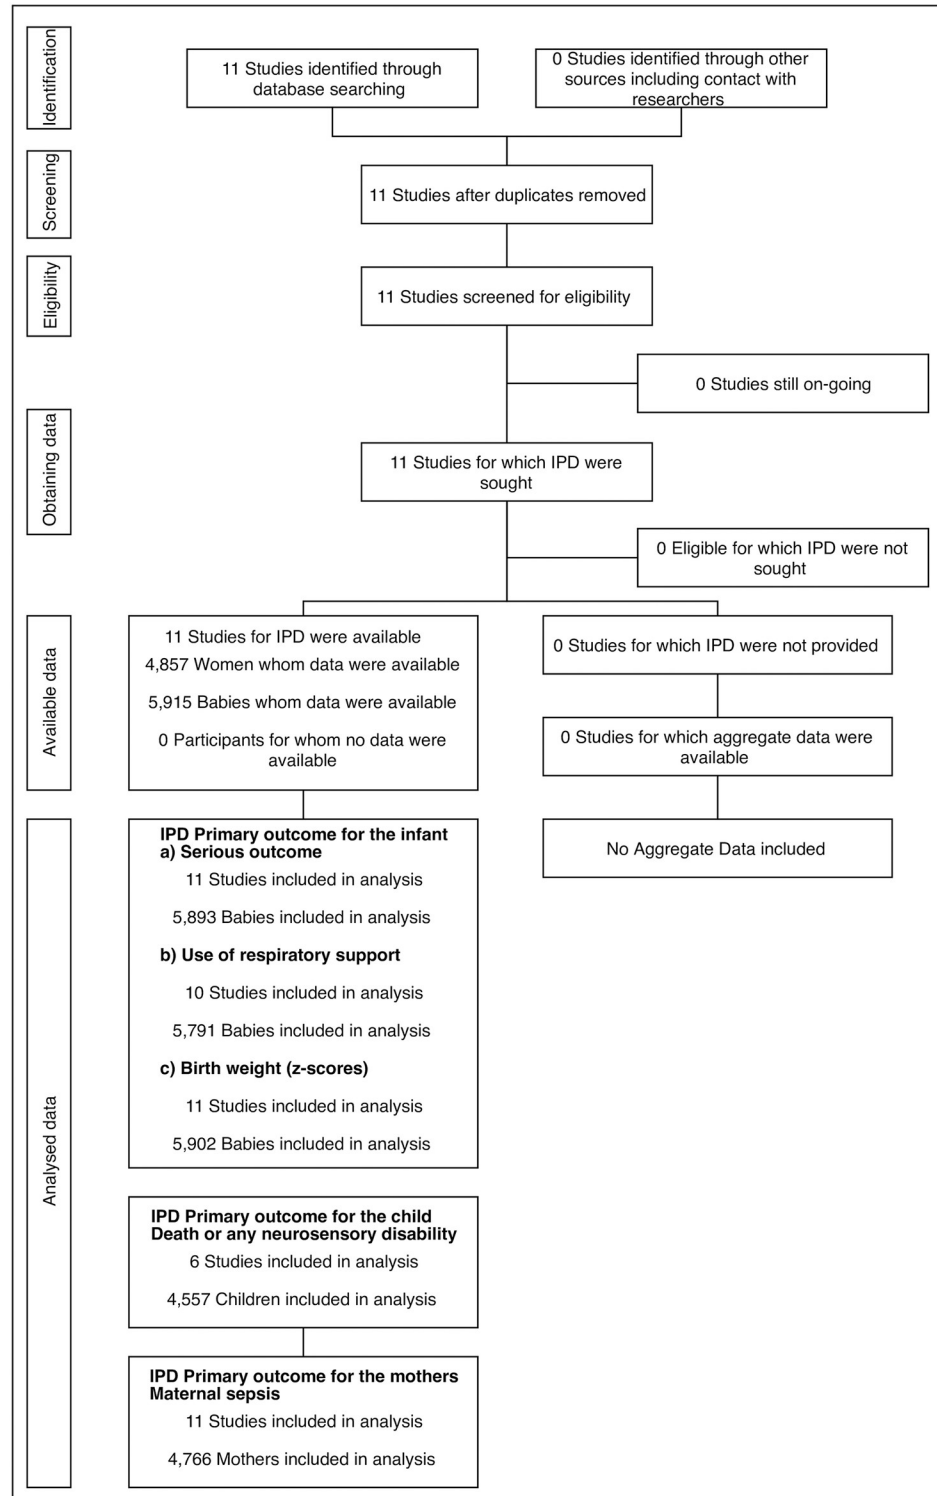 Identification
11 Studies identified through
database searching
0 Studies identified through other
sources including contact with
researchers
Screening
11 Studies after duplicates removed
Eligibility
11 Studies screened for eligibility
0 Studies still on-going
Obtaining data
11 Studies for which IPD were
sought
0 Eligible for which IPD were not
sought
Available data
11 Studies for IPD were available
4,857 Women whom data were available
5,915 Babies whom data were available
0 Participants for whom no data were
available
0 Studies for which IPD were not provided
0 Studies for which aggregate data were
available
No Aggregate Data included
Analysed data
IPD Primary outcome for the infant
a) Serious outcome
11 Studies included in analysis
5,893 Babies included in analysis
b) Use of respiratory support
10 Studies included in analysis
5,791 Babies included in analysis
c) Birth weight (z-scores)
11 Studies included in analysis
5,902 Babies included in analysis
IPD Primary outcome for the child
Death or any neurosensory disability
6 Studies included in analysis
4,557 Children included in analysis
IPD Primary outcome for the mothers
Maternal sepsis
11 Studies included in analysis
4,766 Mothers included in analysis